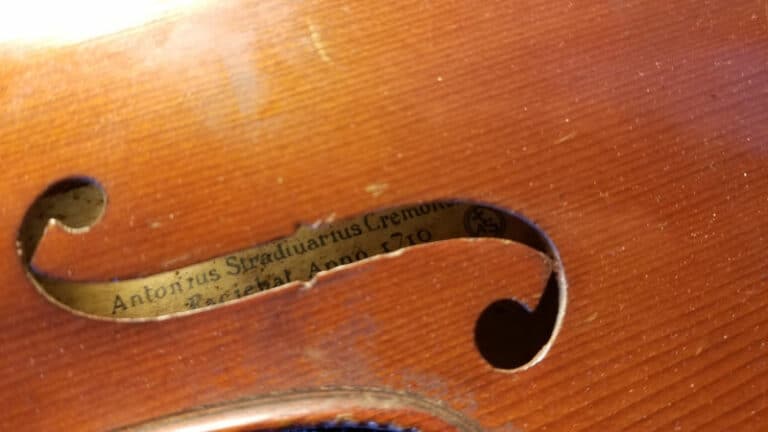 Antonius Stradiuarius Cremon
Faciebat Anno 1710
A S